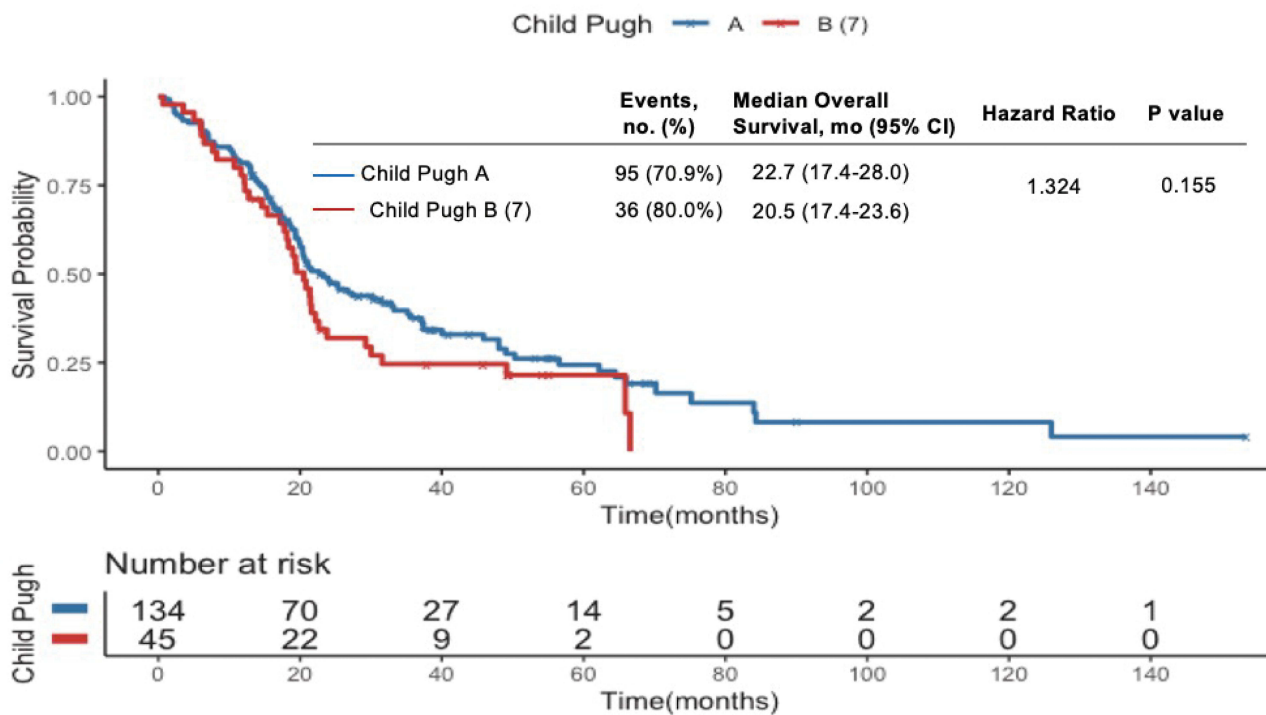 Child Pugh A B (7)
Events, Median Overall Hazard Ratio P value
no. (%) Survival, mo (95% CI)
Child Pugh A 95 (70.9%) 22.7 (17.4-28.0)
1.324 0.155
Child Pugh B (7) 36 (80.0%) 20.5 (17.4-23.6)
Survival Probability
1.00
0.75
0.50
0.25
0.00
0 20 40 60 80 100 120 140
Time(months)
Number at risk
Child Pugh
134 70 27 14 5 2 2 1
45 22 9 2 0 0 0 0
0 20 40 60 80 100 120 140
Time(months)